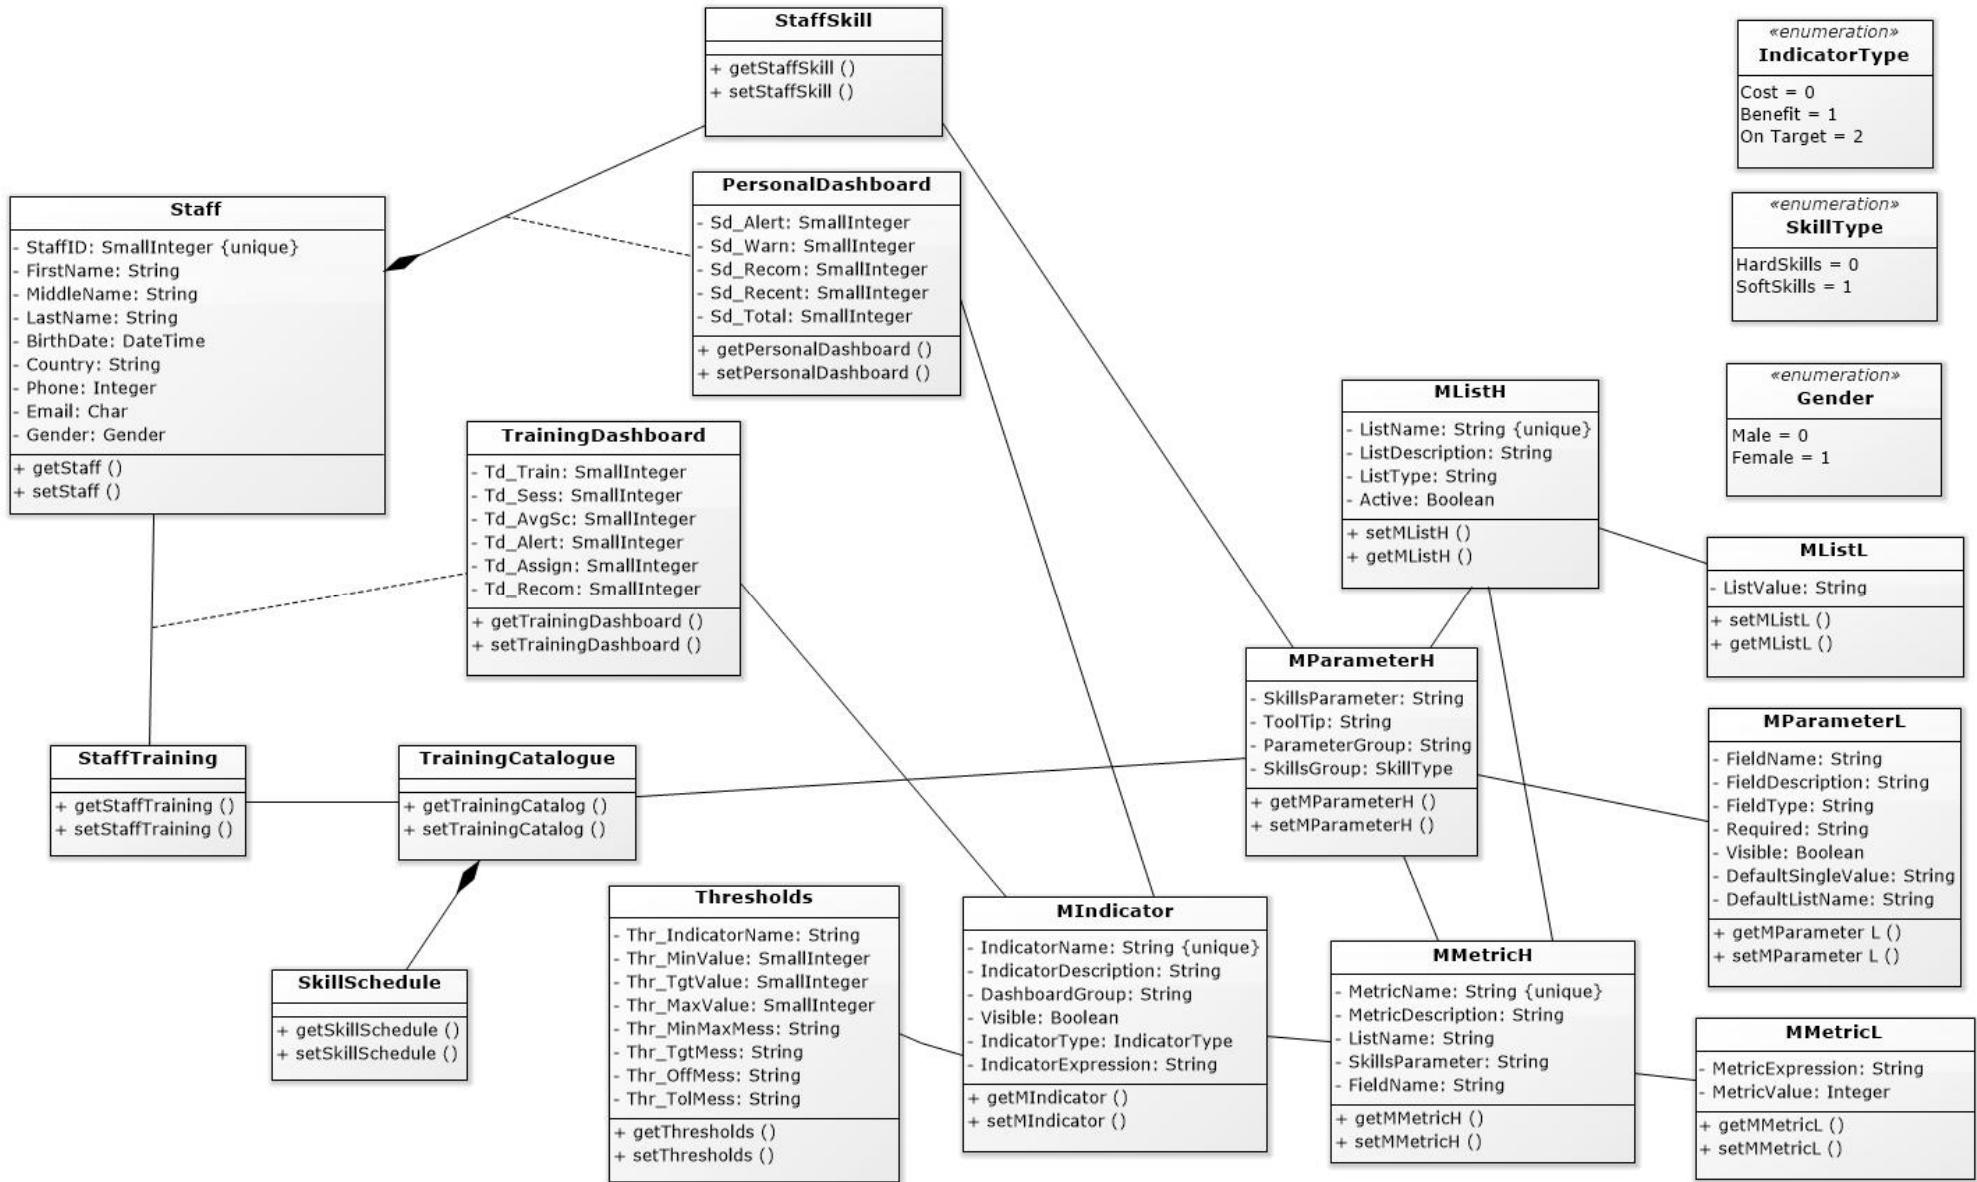 StaffSkill
+ getStaffSkill ()
+ setStaffSkill ()
«enumeration»
IndicatorType
Cost = 0
Benefit = 1
On Target = 2
PersonalDashboard
- Sd_Alert: SmallInteger
- Sd_Warn: SmallInteger
- Sd_Recom: SmallInteger
- Sd_Recent: SmallInteger
- Sd_Total: SmallInteger
+ getPersonalDashboard ()
+ setPersonalDashboard ()
«enumeration»
SkillType
HardSkills = 0
SoftSkills = 1
Staff
- StaffID: SmallInteger {unique}
- FirstName: String
- MiddleName: String
- LastName: String
- BirthDate: DateTime
- Country: String
- Phone: Integer
- Email: Char
- Gender: Gender
+ getStaff ()
+ setStaff ()
«enumeration»
Gender
Male = 0
Female = 1
MListH
- ListName: String {unique}
- ListDescription: String
- ListType: String
- Active: Boolean
+ setMListH ()
+ getMListH ()
TrainingDashboard
- Td_Train: SmallInteger
- Td_Sess: SmallInteger
- Td_AvgSc: SmallInteger
- Td_Alert: SmallInteger
- Td_Assign: SmallInteger
- Td_Recom: SmallInteger
+ getTrainingDashboard ()
+ setTrainingDashboard ()
MListL
- ListValue: String
+ setMListL ()
+ getMListL ()
MParameterH
- SkillsParameter: String
- ToolTip: String
- ParameterGroup: String
- SkillsGroup: SkillType
+ getMParameterH ()
+ setMParameterH ()
MParameterL
- FieldName: String
- FieldDescription: String
- FieldType: String
- Required: String
- Visible: Boolean
- DefaultSingleValue: String
- DefaultListName: String
+ getMParameter L ()
+ setMParameter L ()
StaffTraining
+ getStaffTraining ()
+ setStaffTraining ()
TrainingCatalogue
+ getTrainingCatalog ()
+ setTrainingCatalog ()
Thresholds
- Thr_IndicatorName: String
- Thr_MinValue: SmallInteger
- Thr_TgtValue: SmallInteger
- Thr_MaxValue: SmallInteger
- Thr_MinMaxMess: String
- Thr_TgtMess: String
- Thr_OffMess: String
- Thr_TolMess: String
+ getThresholds ()
+ setThresholds ()
MIndicator
- IndicatorName: String {unique}
- IndicatorDescription: String
- DashboardGroup: String
- Visible: Boolean
- IndicatorType: IndicatorType
- IndicatorExpression: String
+ getMIndicator ()
+ setMIndicator ()
MMetricH
- MetricName: String {unique}
- MetricDescription: String
- ListName: String
- SkillsParameter: String
- FieldName: String
+ getMMetricH ()
+ setMMetricH ()
SkillSchedule
+ getSkillSchedule ()
+ setSkillSchedule ()
MMetricL
- MetricExpression: String
- MetricValue: Integer
+ getMMetricL ()
+ setMMetricL ()